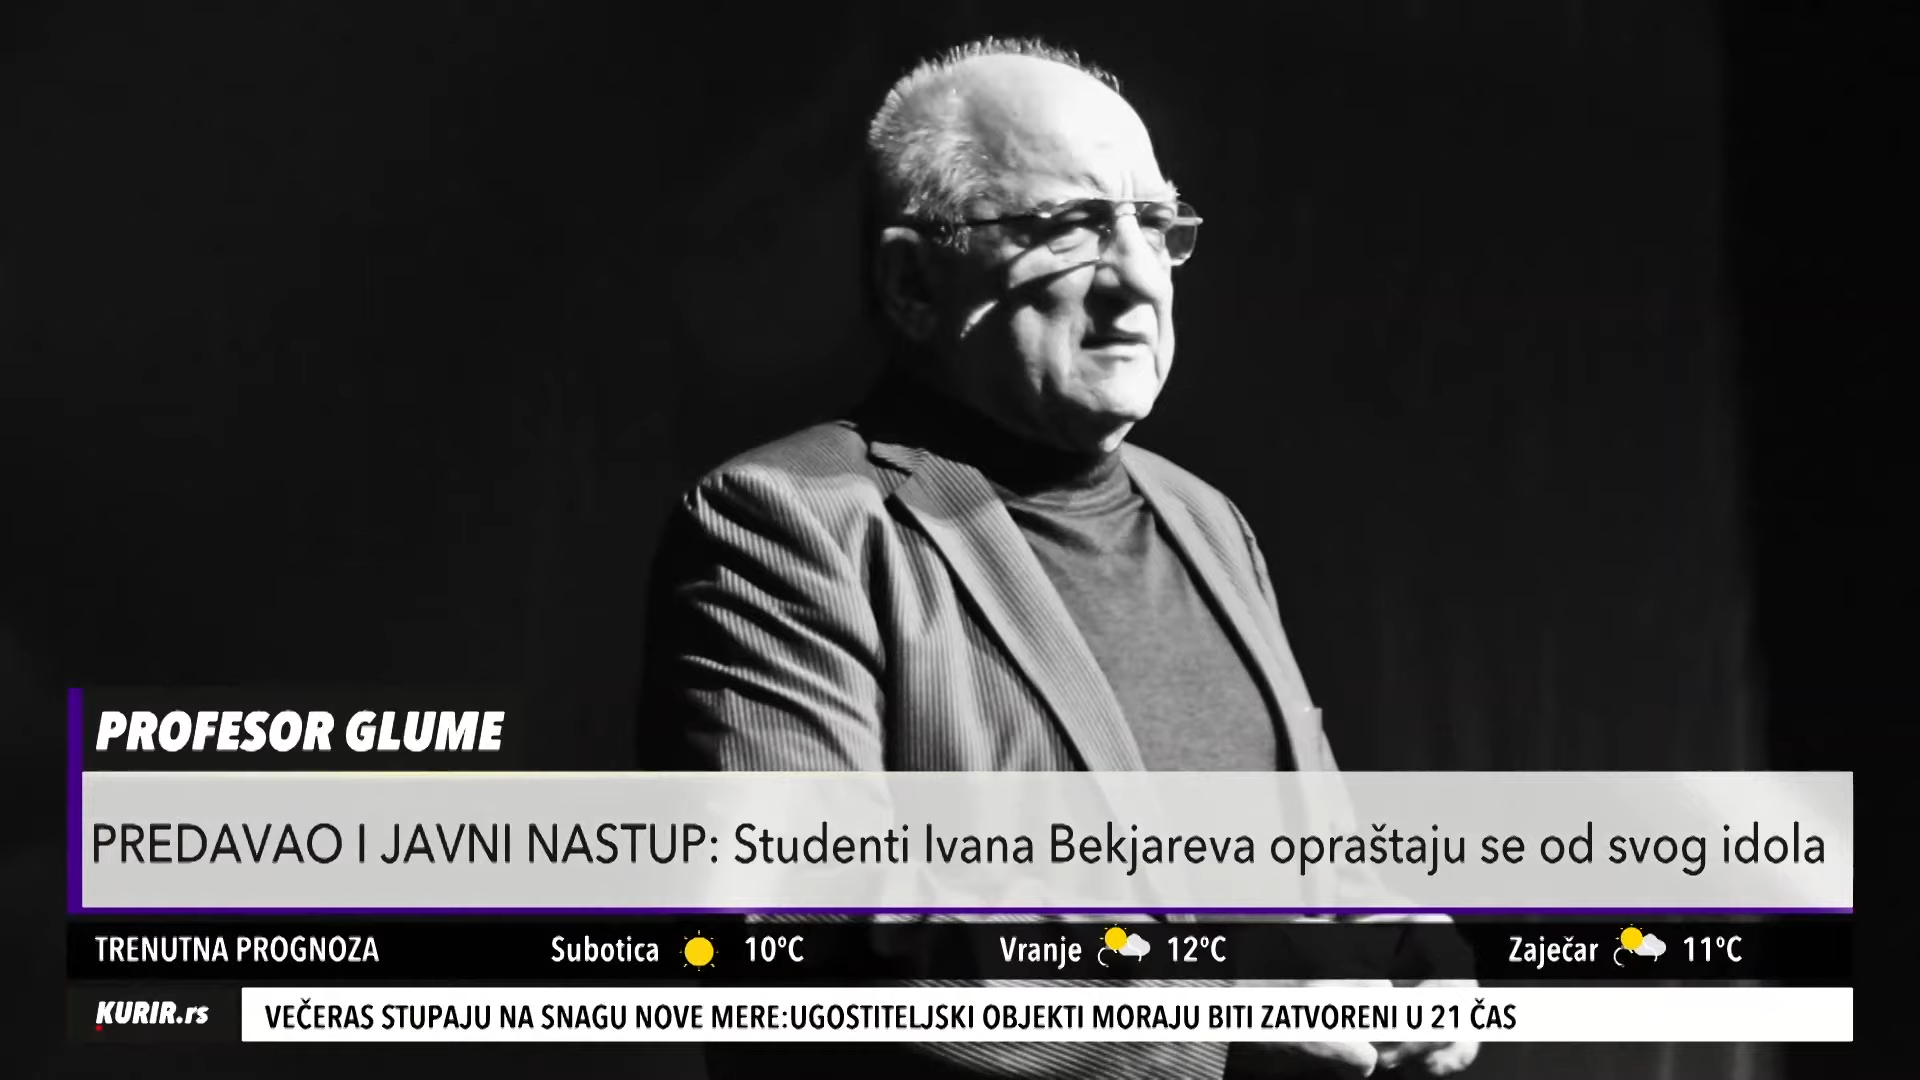 PROFESOR GLUME
PREDAVAO I JAVNI NASTUP: Studenti Ivana Bekjareva opraštaju se od svog idola
TRENUTNA PROGNOZA Subotica 10°C Vranje 12°C Zaječar 11°C
KURIR.rs VEČERAS STUPAJU NA SNAGU NOVE MERE:UGOSTITELJSKI OBJEKTI MORAJU BITI ZATVORENI U 21 ČAS